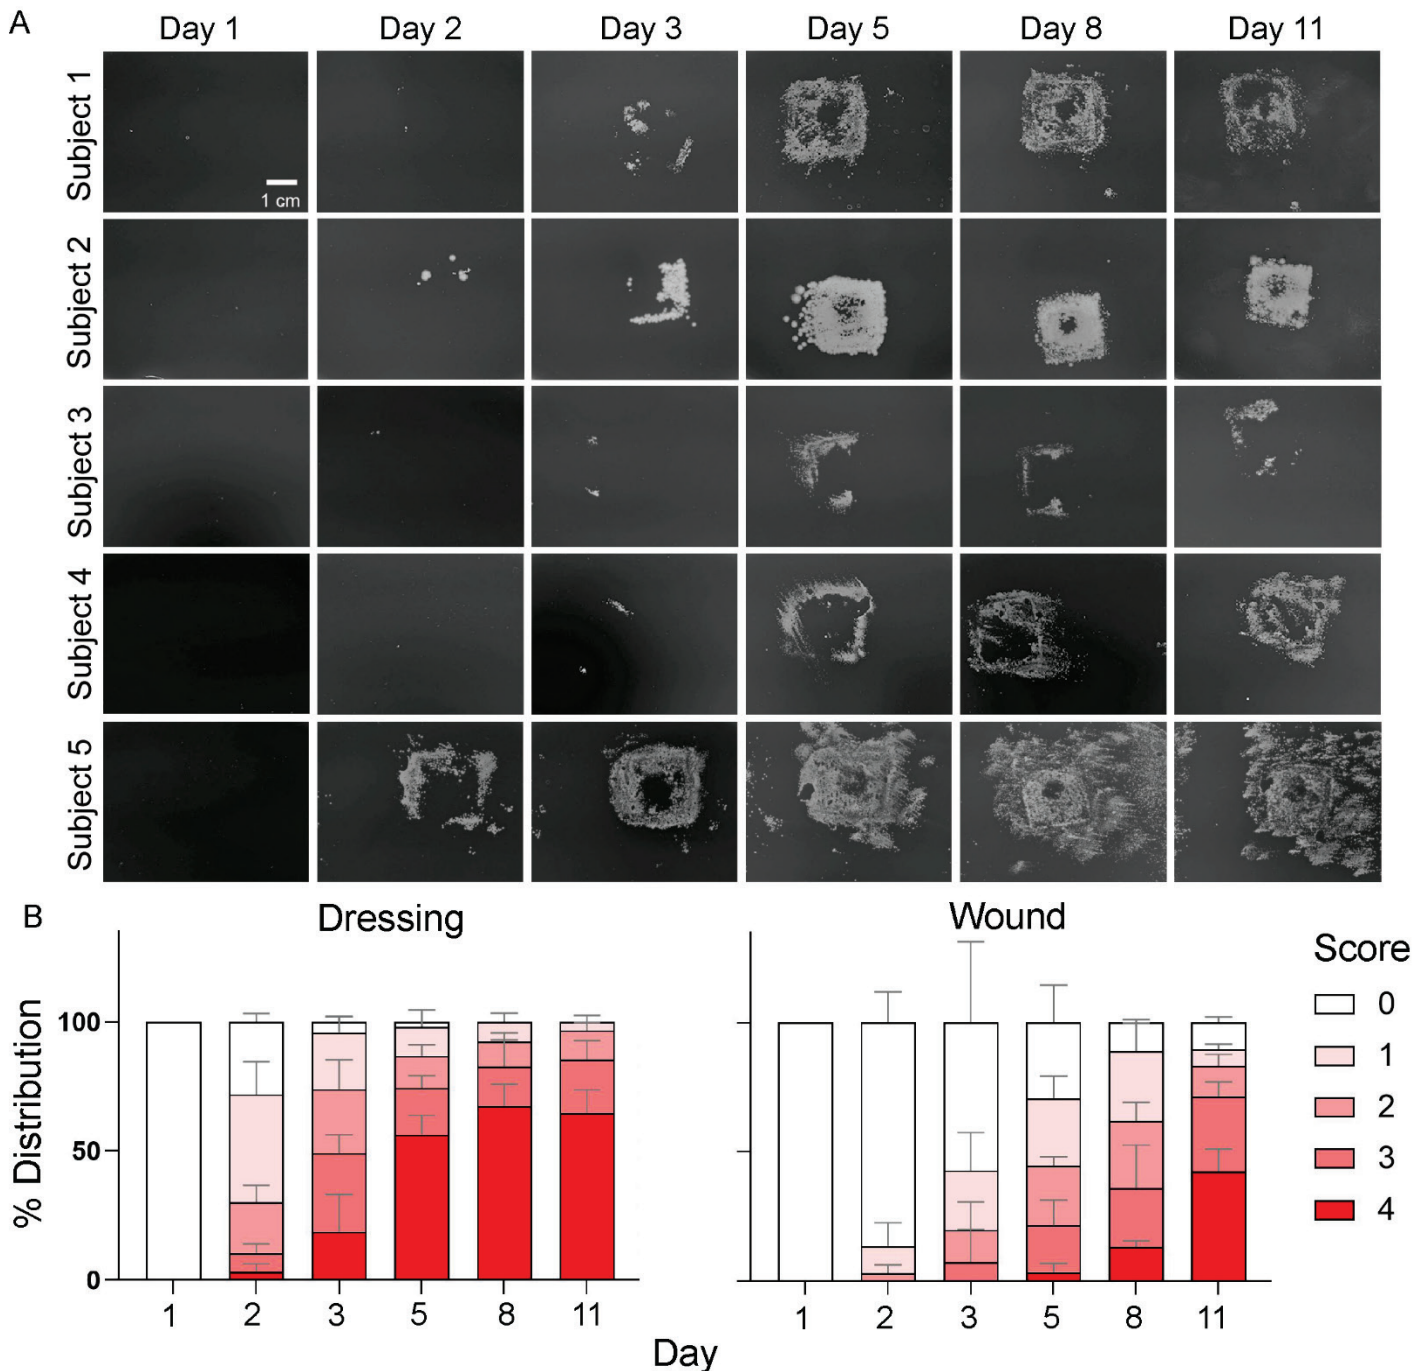 A
Day 1 Day 2 Day 3 Day 5 Day 8 Day 11
Subject 1
1 cm
Subject 2
Subject 3
Subject 4
Subject 5
B
Dressing Wound
Score
0
1
2
3
4
% Distribution
100
50
0
1 2 3 5 8 11 1 2 3 5 8 11
Day